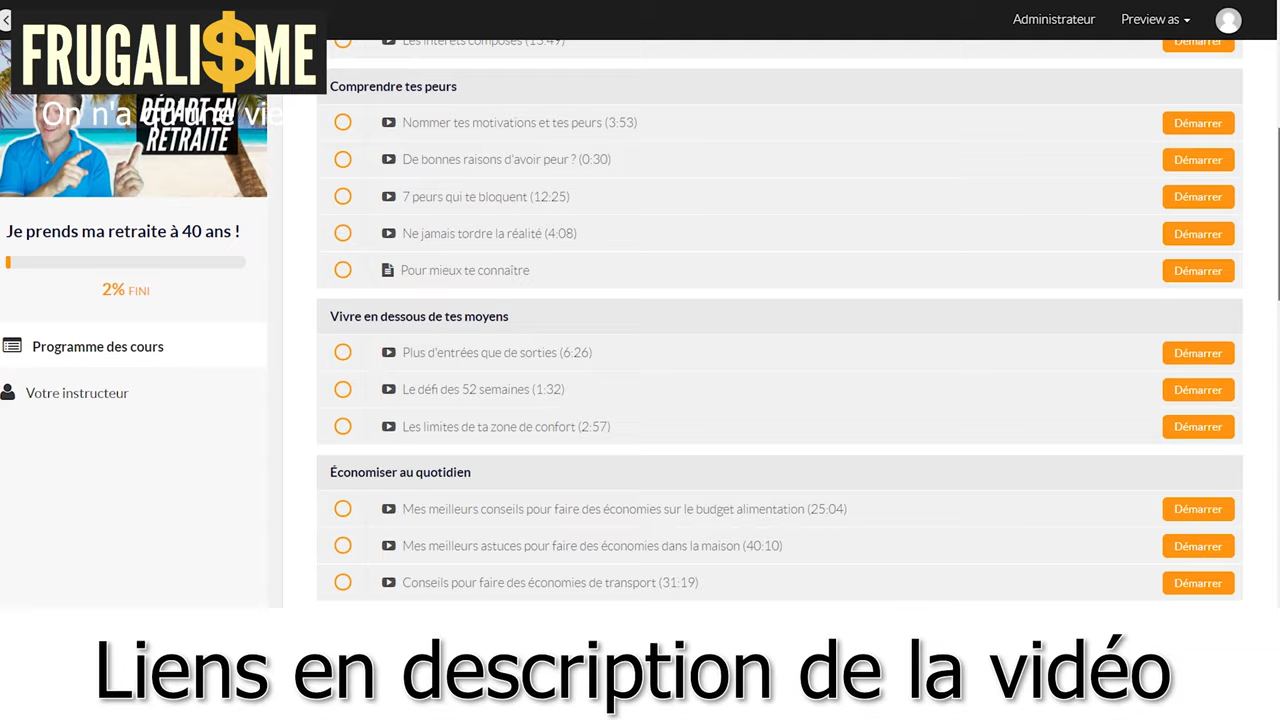 Administrateur
Preview as
FRUGALI$ME
On n'a qu'une vie
DÉPART EN
RETRAITE
Je prends ma retraite à 40 ans !
2% FINI
Programme des cours
Votre instructeur
Les intérêts composés (13:49)
Démarrer
Comprendre tes peurs
Nommer tes motivations et tes peurs (3:53)
Démarrer
De bonnes raisons d'avoir peur ? (0:30)
Démarrer
7 peurs qui te bloquent (12:25)
Démarrer
Ne jamais tordre la réalité (4:08)
Démarrer
Pour mieux te connaître
Démarrer
Vivre en dessous de tes moyens
Plus d'entrées que de sorties (6:26)
Démarrer
Le défi des 52 semaines (1:32)
Démarrer
Les limites de ta zone de confort (2:57)
Démarrer
Économiser au quotidien
Mes meilleurs conseils pour faire des économies sur le budget alimentation (25:04)
Démarrer
Mes meilleurs astuces pour faire des économies dans la maison (40:10)
Démarrer
Conseils pour faire des économies de transport (31:19)
Démarrer
Liens en description de la vidéo